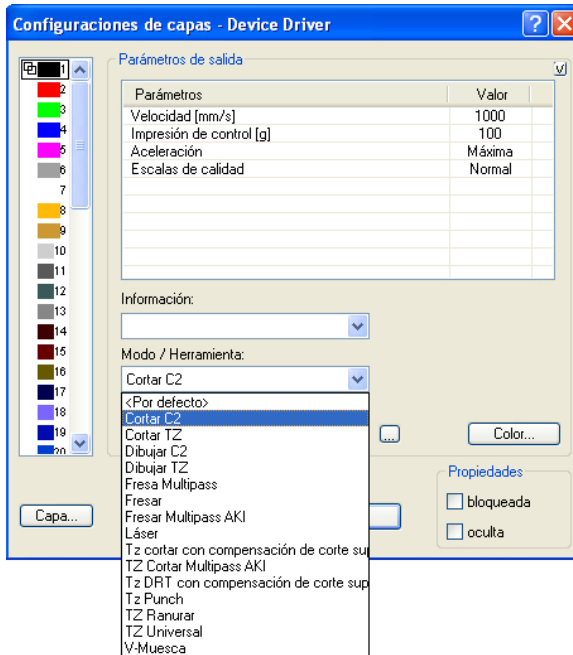 Configuraciones de capas - Device Driver
Parámetros de salida
Parámetros Valor
Velocidad [mm/s] 1000
Impresión de control [g] 100
Aceleración Máxima
Escalas de calidad Normal
1
2
3
4
5
6
7
8
9
10
11
12
13
14
15
16
17
18
19
20
Información:
Modo / Herramienta:
Cortar C2
<Por defecto>
Cortar C2
Cortar TZ
Dibujar C2
Dibujar TZ
Fresa Multipass
Fresar
Fresar Multipass AKI
Láser
Tz cortar con compensación de corte sup
TZ Cortar Multipass AKI
Tz DRT con compensación de corte sup
Tz Punch
TZ Ranurar
TZ Universal
V-Muesca
...
Color...
Propiedades
bloqueada
oculta
Capa...